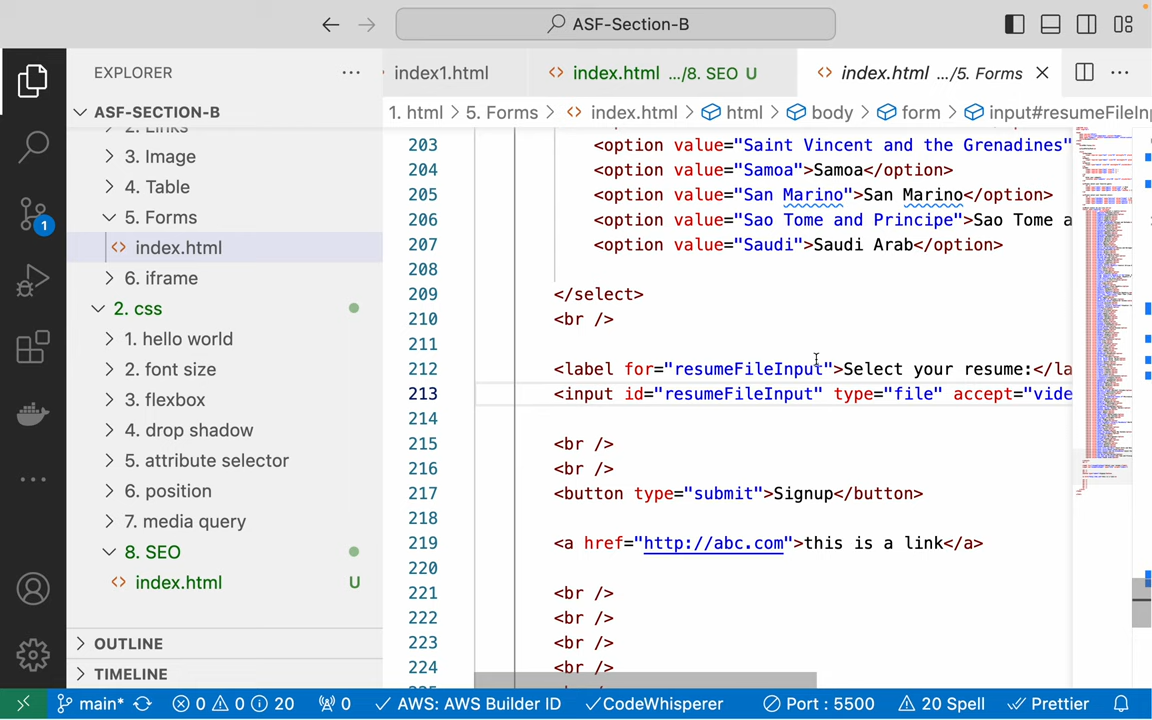 ASF-Section-B
EXPLORER
index1.html
index.html .../8. SEO U
index.html .../5. Forms
ASF-SECTION-B
1. html > 5. Forms > index.html > html > body > form > input#resumeFileInp
2. Links
3. Image
4. Table
5. Forms
index.html
6. iframe
2. css
1. hello world
2. font size
3. flexbox
4. drop shadow
5. attribute selector
6. position
7. media query
8. SEO
index.html U
OUTLINE
TIMELINE
1
203 <option value="Saint Vincent and the Grenadines"
204 <option value="Samoa">Samoa</option>
205 <option value="San Marino">San Marino</option>
206 <option value="Sao Tome and Principe">Sao Tome a
207 <option value="Saudi">Saudi Arab</option>
208
209 </select>
210 <br />
211
212 <label for="resumeFileInput">Select your resume:</la
213 <input id="resumeFileInput" type="file" accept="vide
214
215 <br />
216 <br />
217 <button type="submit">Signup</button>
218
219 <a href="http://abc.com">this is a link</a>
220
221 <br />
222 <br />
223 <br />
224 <br />
main* 0 0 20 0 AWS: AWS Builder ID CodeWhisperer Port : 5500 20 Spell Prettier